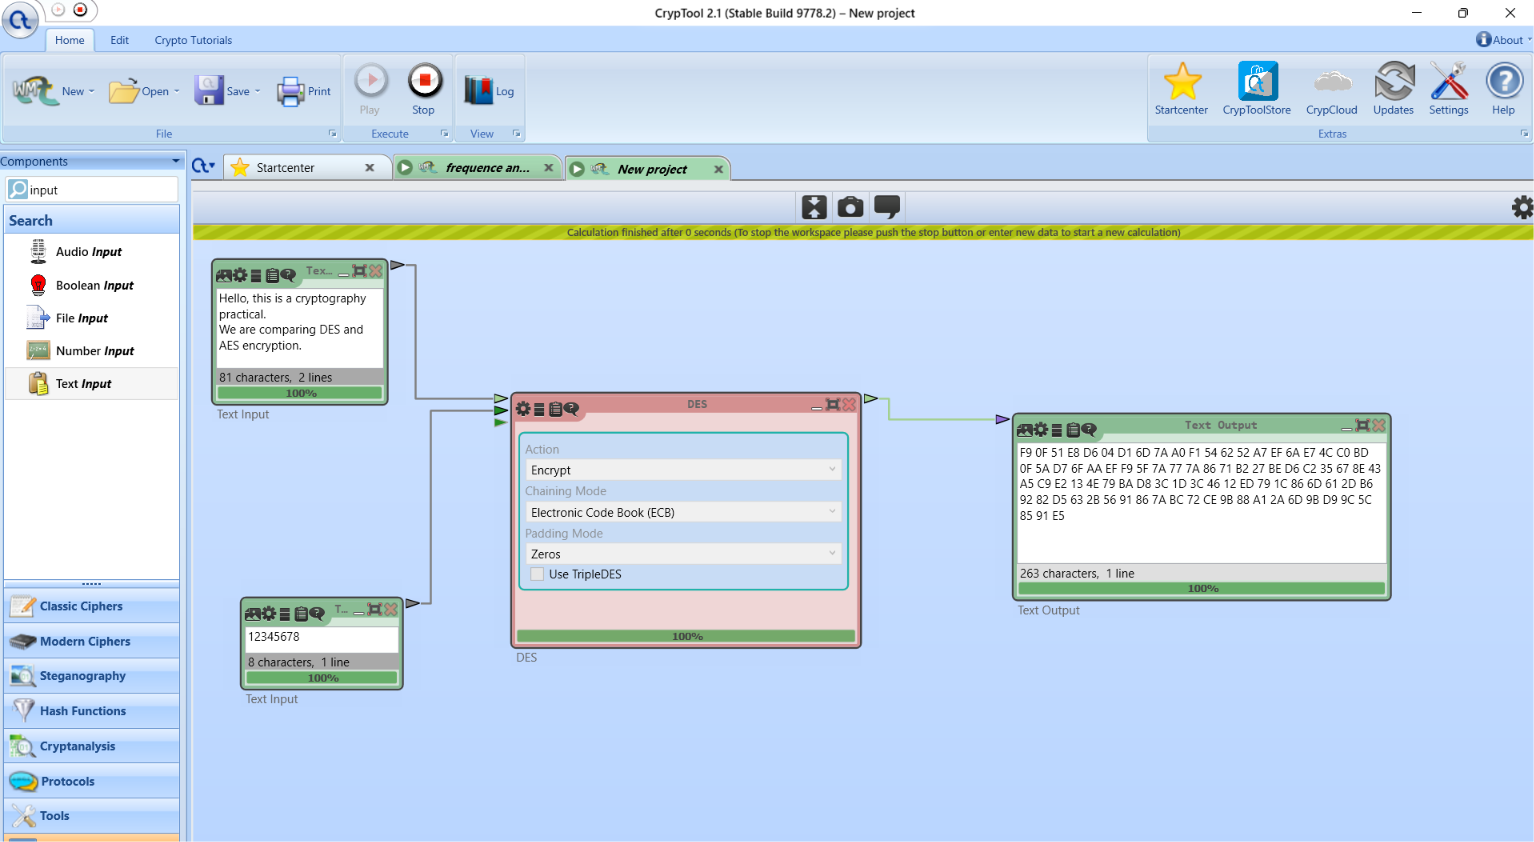 CrypTool 2.1 (Stable Build 9778.2) – New project
Home Edit Crypto Tutorials About
New Open Save Print Play Stop Log Startcenter CrypToolStore CrypCloud Updates Settings Help
File Execute View Extras
Components
Startcenter frequence an... New project
input
Search
Calculation finished after 0 seconds (To stop the workspace please push the stop button or enter new data to start a new calculation)
Audio Input
Boolean Input
File Input
Number Input
Text Input
Classic Ciphers
Modern Ciphers
Steganography
Hash Functions
Cryptanalysis
Protocols
Tools
Tex...
Hello, this is a cryptography
practical.
We are comparing DES and
AES encryption.
81 characters, 2 lines
100%
Text Input
T...
12345678
8 characters, 1 line
100%
Text Input
DES
Action
Encrypt
Chaining Mode
Electronic Code Book (ECB)
Padding Mode
Zeros
Use TripleDES
100%
DES
Text Output
F9 0F 51 E8 D6 04 D1 6D 7A A0 F1 54 62 52 A7 EF 6A E7 4C C0 BD
0F 5A D7 6F AA EF F9 5F 7A 77 7A 86 71 B2 27 BE D6 C2 35 67 8E 43
A5 C9 E2 13 4E 79 BA D8 3C 1D 3C 46 12 ED 79 1C 86 6D 61 2D B6
92 82 D5 63 2B 56 91 86 7A BC 72 CE 9B 88 A1 2A 6D 9B D9 9C 5C
85 91 E5
263 characters, 1 line
100%
Text Output